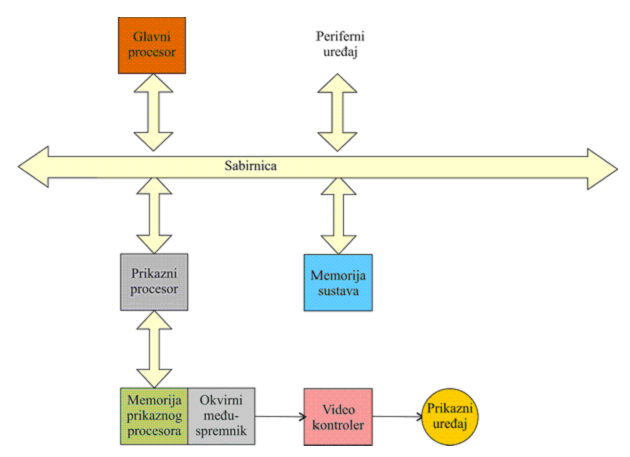 Glavni
procesor
Periferni
uređaj
Sabirnica
Prikazni
procesor
Memorija
sustava
Memorija
prikaznog
procesora
Okvirni
među-
spremnik
Video
kontroler
Prikazni
uređaj